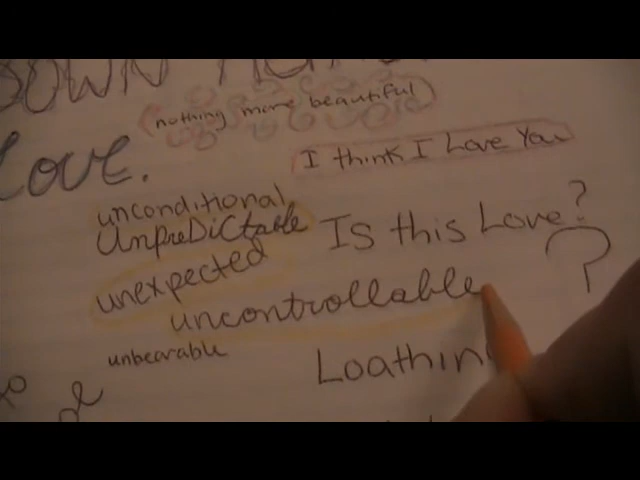 (nothing more beautiful)
Love.
I think I Love You
unconditional
UnpreDiCtable
Is this Love?
unexpected
?
uncontrollable
unbearable